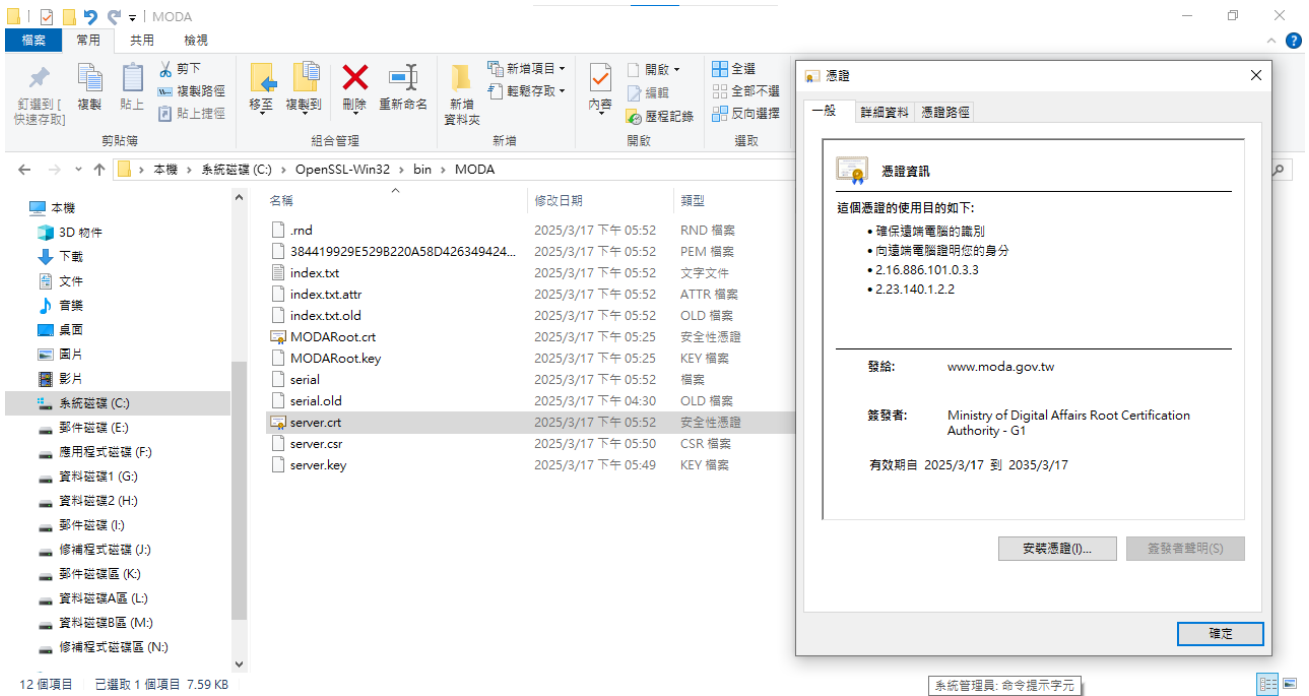 MODA
檔案 常用 共用 檢視
釘選到 [
快速存取]
複製
貼上
剪下
複製路徑
貼上捷徑
剪貼簿
移至
複製到
刪除
重新命名
組合管理
新增
資料夾
新增項目
輕鬆存取
新增
內容
開啟
編輯
歷程記錄
開啟
全選
全部不選
反向選擇
選取
本機 › 系統磁碟 (C:) › OpenSSL-Win32 › bin › MODA
本機
3D 物件
下載
文件
音樂
桌面
圖片
影片
系統磁碟 (C:)
郵件磁碟 (E:)
應用程式磁碟 (F:)
資料磁碟1 (G:)
資料磁碟2 (H:)
郵件磁碟 (I:)
修補程式磁碟 (J:)
郵件磁碟區 (K:)
資料磁碟A區 (L:)
資料磁碟B區 (M:)
修補程式磁碟區 (N:)
名稱 修改日期 類型
.rnd 2025/3/17 下午 05:52 RND 檔案
384419929E529B220A58D426349424... 2025/3/17 下午 05:52 PEM 檔案
index.txt 2025/3/17 下午 05:52 文字文件
index.txt.attr 2025/3/17 下午 05:52 ATTR 檔案
index.txt.old 2025/3/17 下午 05:52 OLD 檔案
MODARoot.crt 2025/3/17 下午 05:25 安全性憑證
MODARoot.key 2025/3/17 下午 05:25 KEY 檔案
serial 2025/3/17 下午 05:52 檔案
serial.old 2025/3/17 下午 04:30 OLD 檔案
server.crt 2025/3/17 下午 05:52 安全性憑證
server.csr 2025/3/17 下午 05:50 CSR 檔案
server.key 2025/3/17 下午 05:49 KEY 檔案
憑證
一般 詳細資料 憑證路徑
憑證資訊
這個憑證的使用目的如下:
• 確保遠端電腦的識別
• 向遠端電腦證明您的身分
• 2.16.886.101.0.3.3
• 2.23.140.1.2.2
發給: www.moda.gov.tw
簽發者: Ministry of Digital Affairs Root Certification
Authority - G1
有效期自 2025/3/17 到 2035/3/17
安裝憑證(I)... 簽發者聲明(S)
確定
12 個項目 已選取 1 個項目 7.59 KB
系統管理員: 命令提示字元